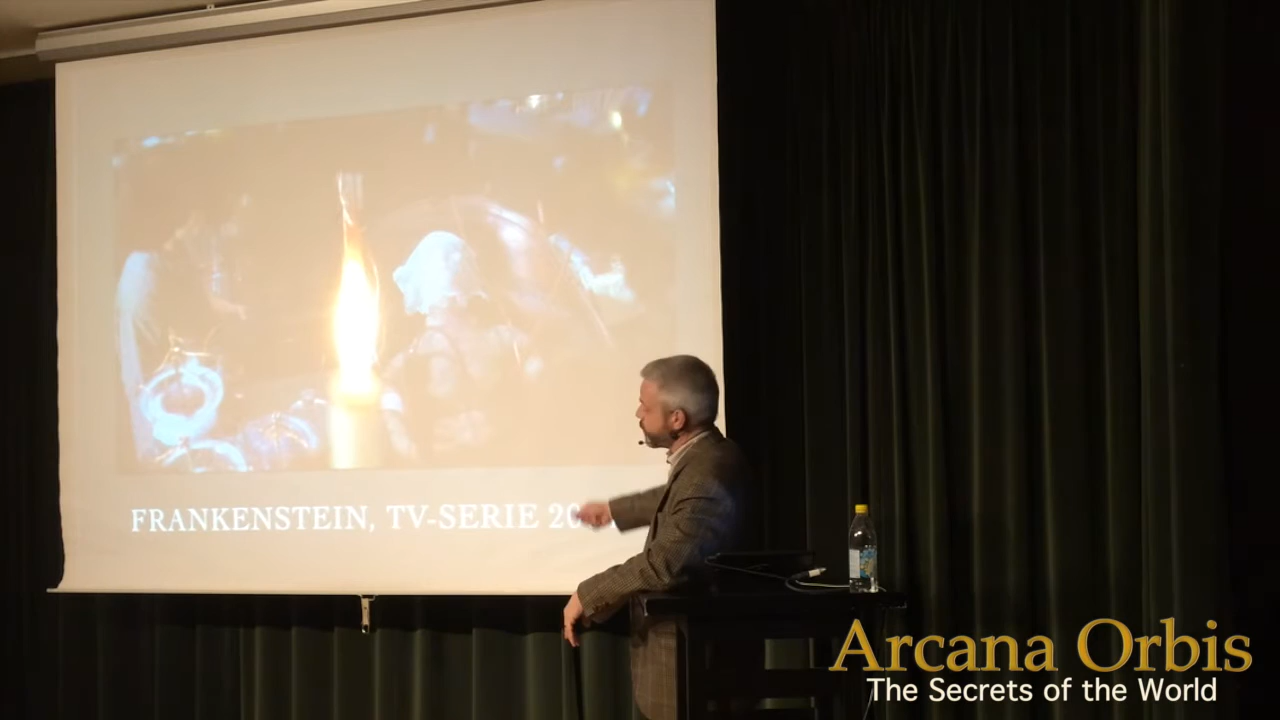 FRANKENSTEIN, TV-SERIE
Arcana Orbis
The Secrets of the World